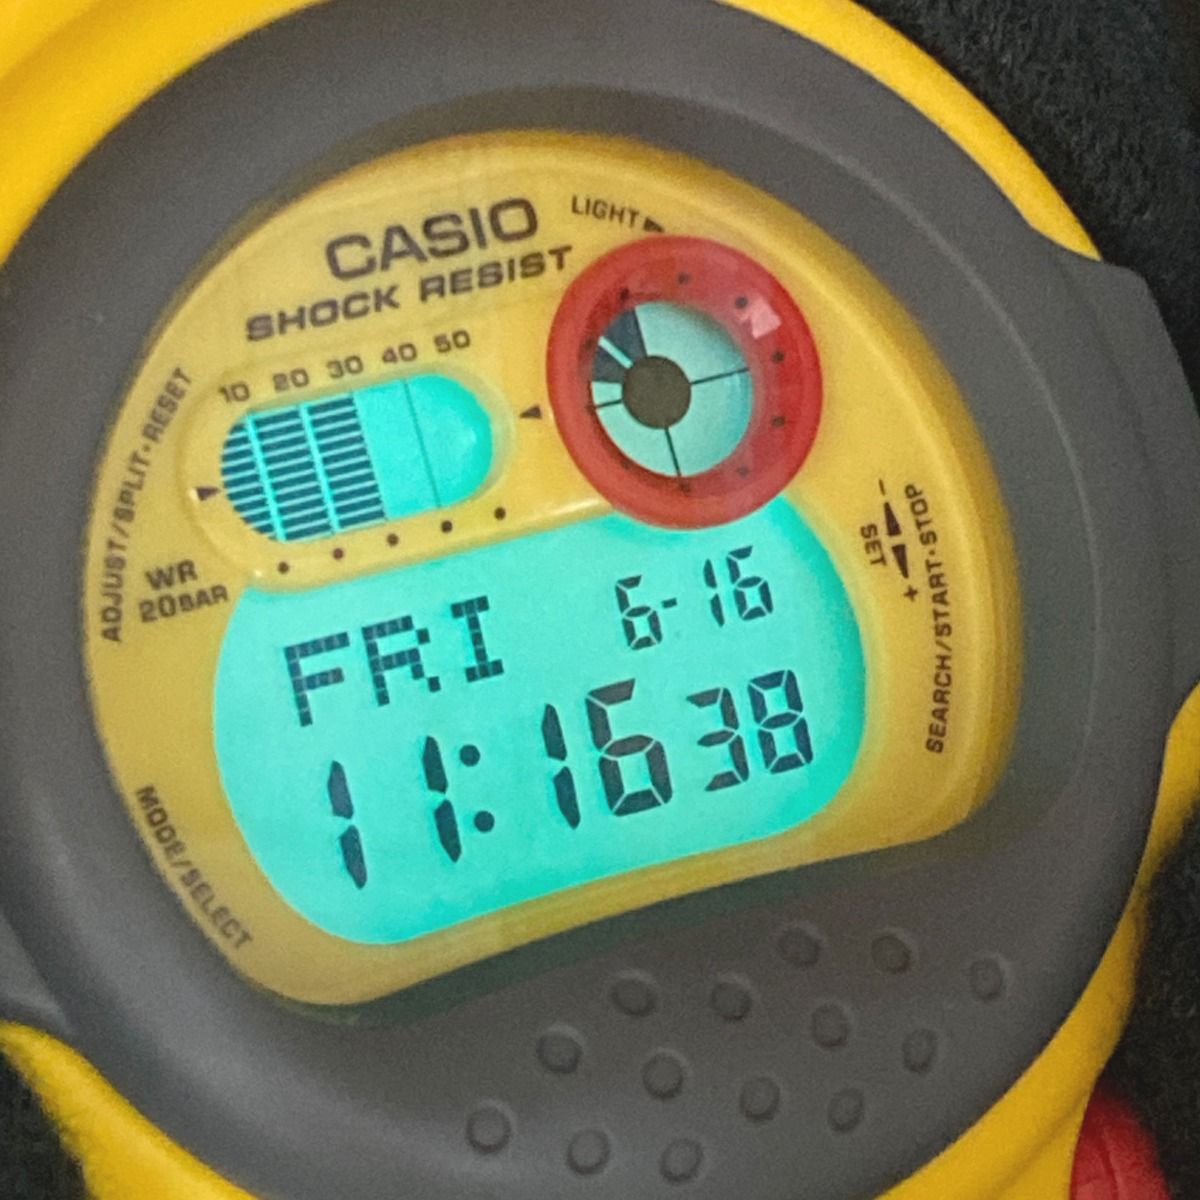 LIGHT
CASIO
SHOCK RESIST
10 20 30 40 50
ADJUST/SPLIT·RESET
WR
20BAR
- SET +
SEARCH/START·STOP
FRI 6-16
11:16 38
MODE/SELECT